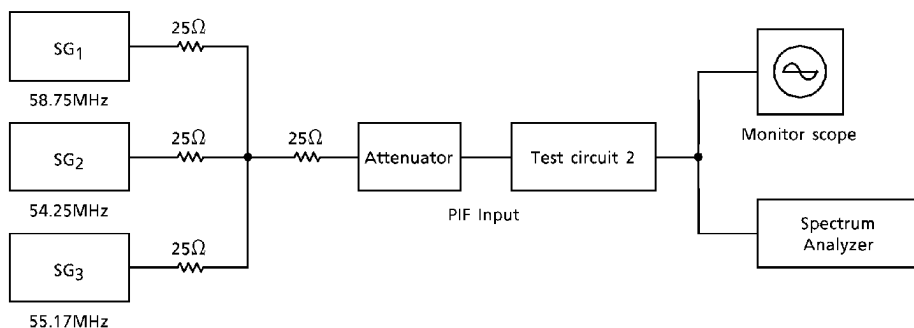 25Ω
SG1
58.75MHz
25Ω
SG2
54.25MHz
25Ω
SG3
55.17MHz
25Ω
Attenuator
PIF Input
Test circuit 2
Monitor scope
Spectrum
Analyzer